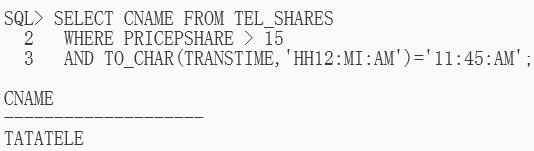 SQL> SELECT CNAME FROM TEL_SHARES
2 WHERE PRICEPSHARE > 15
3 AND TO_CHAR(TRANSTIME,'HH12:MI:AM')='11:45:AM';
CNAME
--------------------
TATATELE